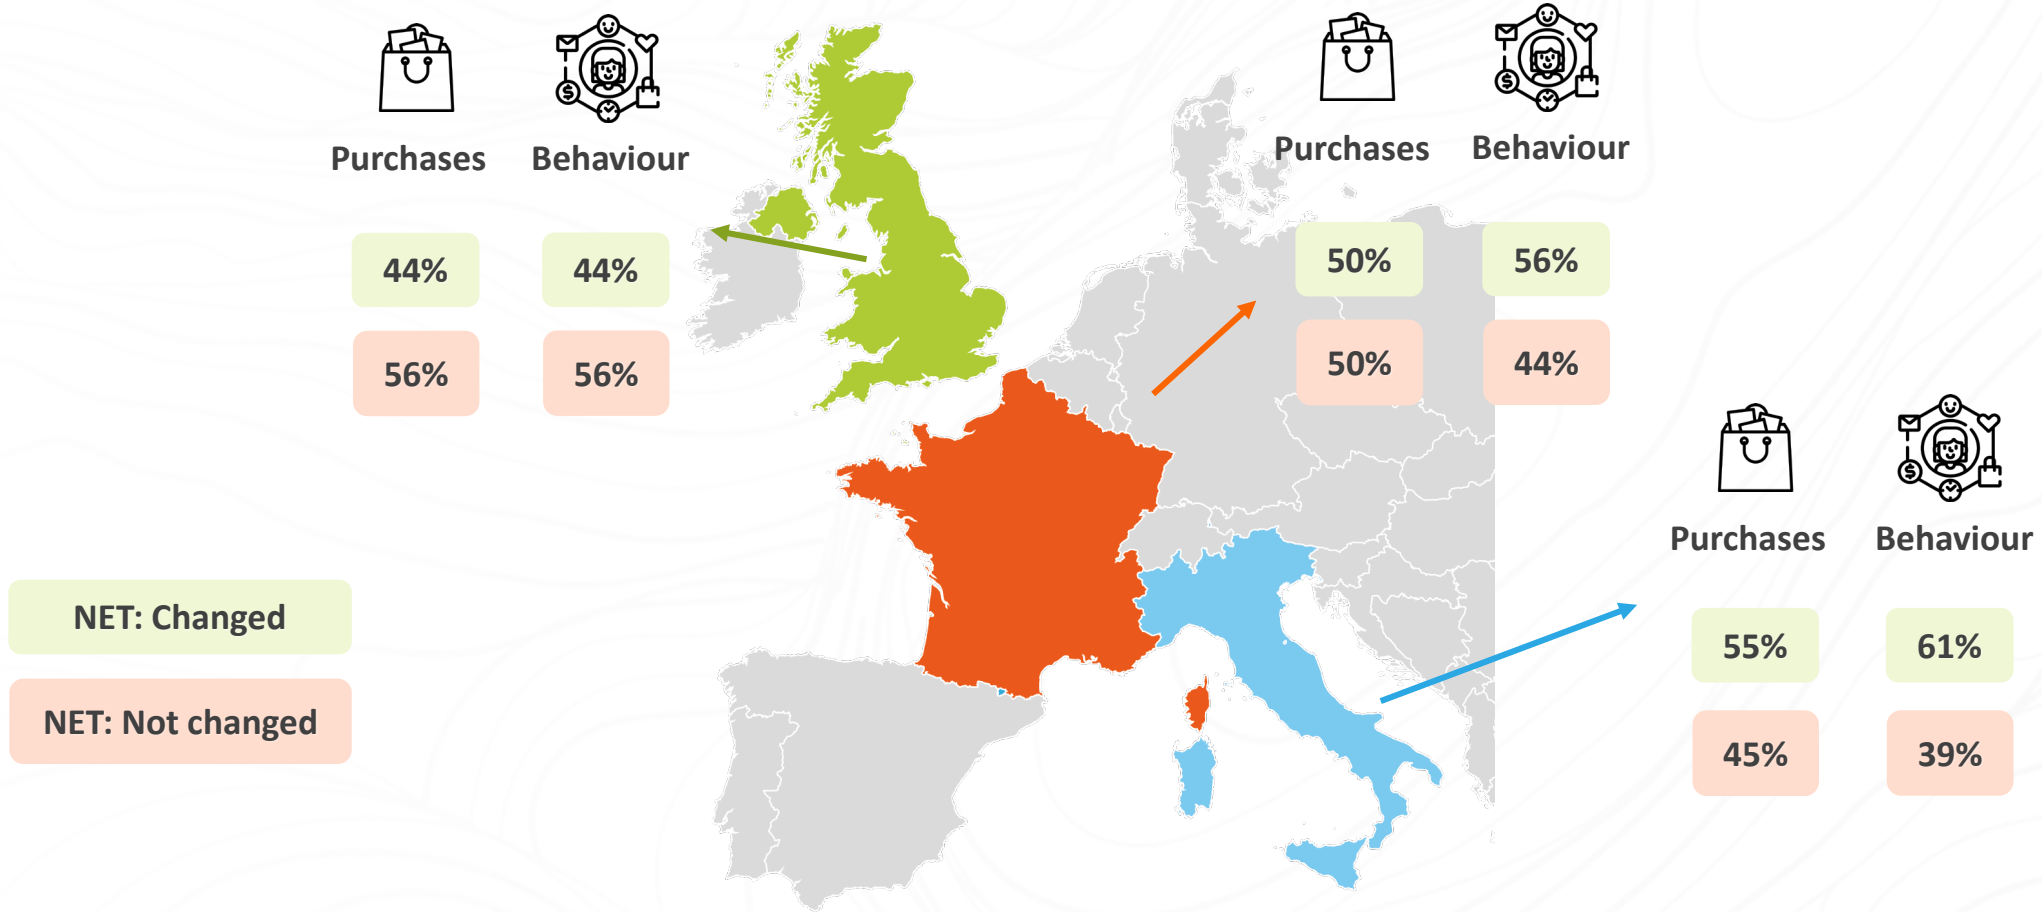 Purchases Behaviour
44% 44%
56% 56%
Purchases Behaviour
50% 56%
50% 44%
Purchases Behaviour
55% 61%
45% 39%
NET: Changed
NET: Not changed